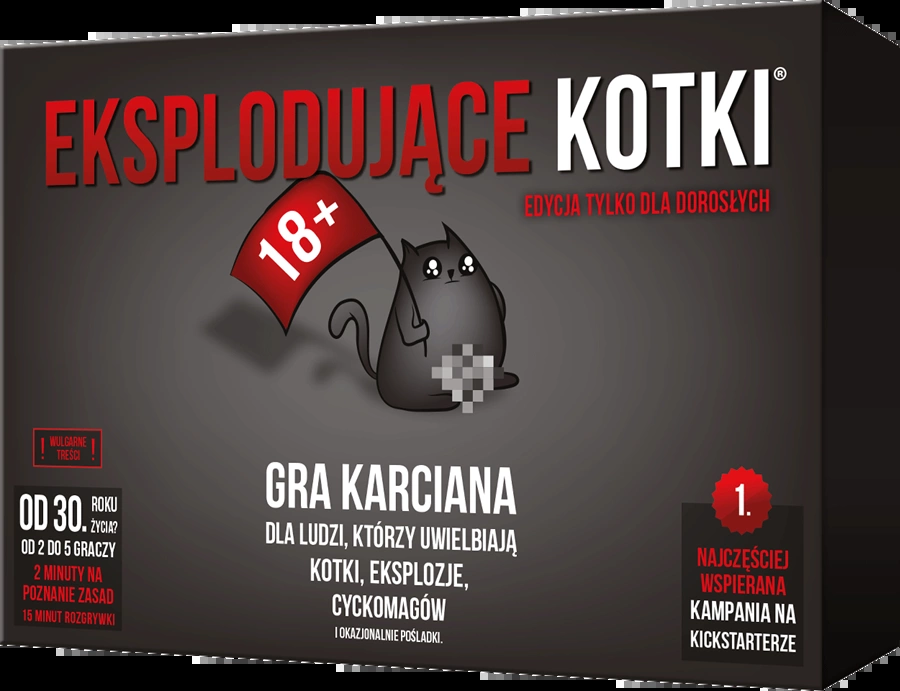 EKSPLODUJĄCE KOTKI®
EDYCJA TYLKO DLA DOROSŁYCH
18+
! WULGARNE TREŚCI !
OD 30. ROKU ŻYCIA?
OD 2 DO 5 GRACZY
2 MINUTY NA
POZNANIE ZASAD
15 MINUT ROZGRYWKI
GRA KARCIANA
DLA LUDZI, KTÓRZY UWIELBIAJĄ
KOTKI, EKSPLOZJE,
CYCKOMAGÓW
I OKAZJONALNIE POŚLADKI.
1.
NAJCZĘŚCIEJ
WSPIERANA
KAMPANIA NA
KICKSTARTERZE